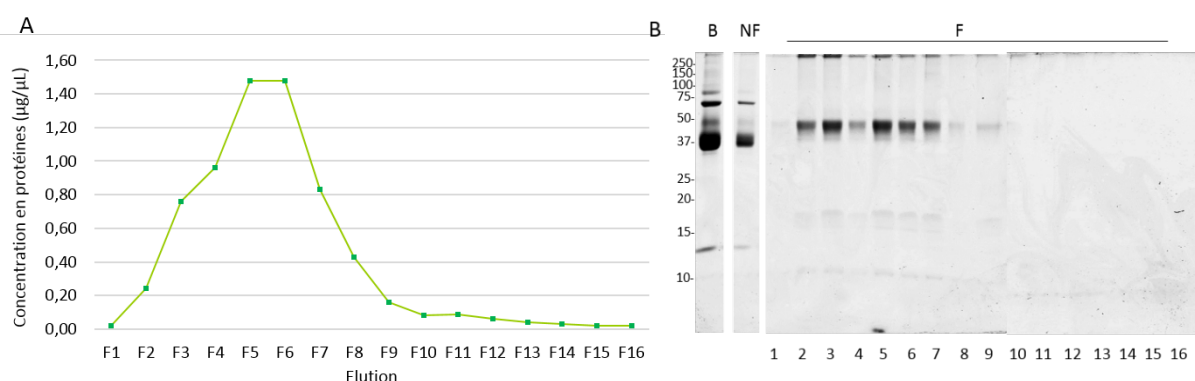 A
Concentration en protéines (µg/µL)
1,60
1,40
1,20
1,00
0,80
0,60
0,40
0,20
0,00
F1 F2 F3 F4 F5 F6 F7 F8 F9 F10 F11 F12 F13 F14 F15 F16
Elution
B
B NF F
250-
150-
100-
75-
50-
37-
25-
20-
15-
10-
1 2 3 4 5 6 7 8 9 10 11 12 13 14 15 16